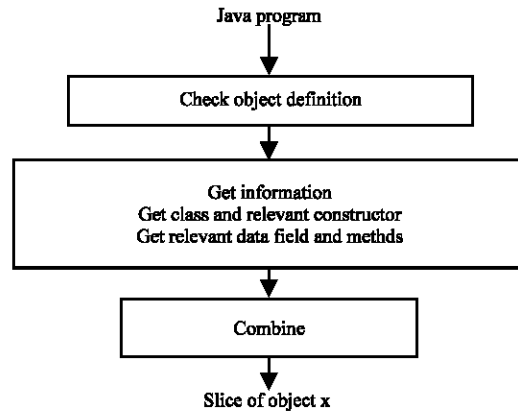 Java program
Check object definition
Get information
Get class and relevant constructor
Get relevant data field and methds
Combine
Slice of object x